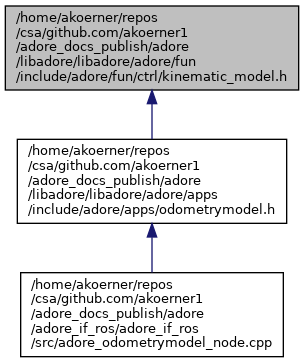 /home/akoerner/repos
/csa/github.com/akoerner1
/adore_docs_publish/adore
/libadore/libadore/adore/fun
/include/adore/fun/ctrl/kinematic_model.h
/home/akoerner/repos
/csa/github.com/akoerner1
/adore_docs_publish/adore
/libadore/libadore/adore/apps
/include/adore/apps/odometrymodel.h
/home/akoerner/repos
/csa/github.com/akoerner1
/adore_docs_publish/adore
/adore_if_ros/adore_if_ros
/src/adore_odometrymodel_node.cpp